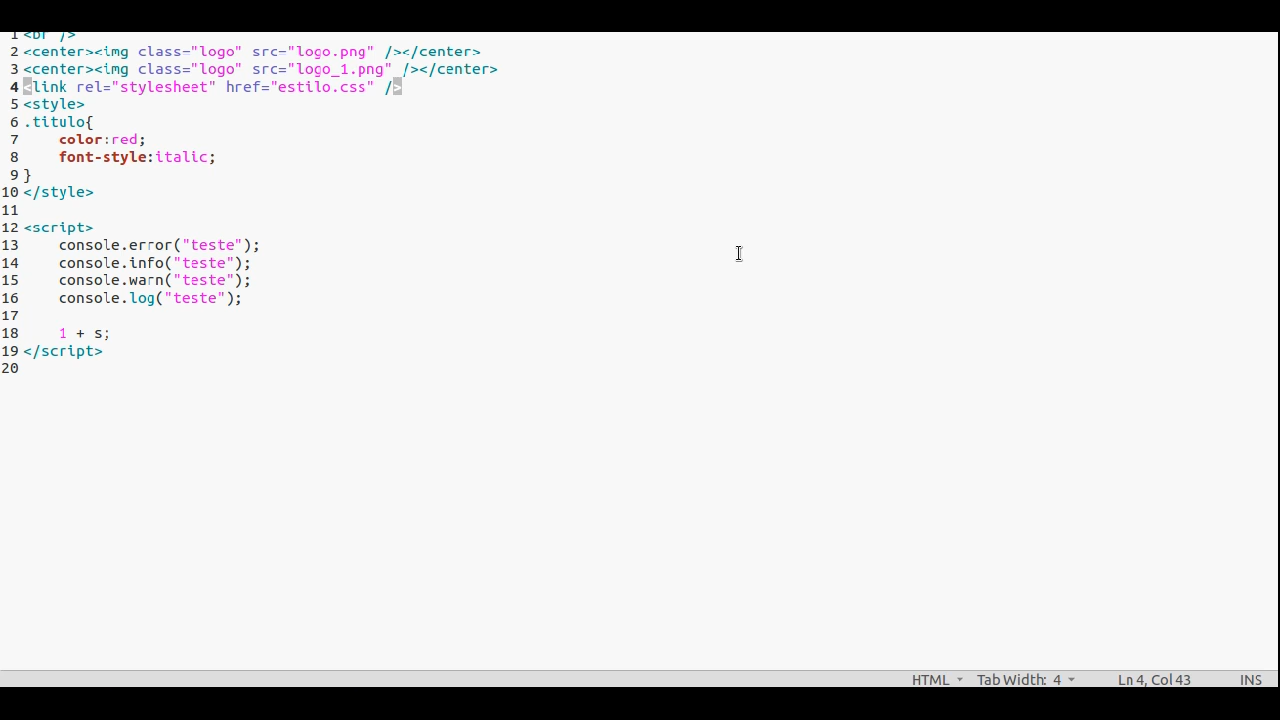 1 <br />
2 <center><img class="logo" src="logo.png" /></center>
3 <center><img class="logo" src="logo_1.png" /></center>
4 <link rel="stylesheet" href="estilo.css" />
5 <style>
6 .titulo{
7     color:red;
8     font-style:italic;
9 }
10 </style>
11
12 <script>
13     console.error("teste");
14     console.info("teste");
15     console.warn("teste");
16     console.log("teste");
17
18     1 + s;
19 </script>
20
HTML Tab Width: 4 Ln 4, Col 43 INS